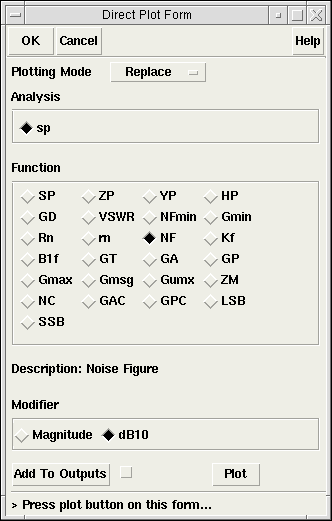 Direct Plot Form
OK Cancel Help
Plotting Mode Replace
Analysis
sp
Function
SP ZP YP HP
GD VSWR NFmin Gmin
Rn rn NF Kf
B1f GT GA GP
Gmax Gmsg Gumx ZM
NC GAC GPC LSB
SSB
Description: Noise Figure
Modifier
Magnitude dB10
Add To Outputs Plot
> Press plot button on this form...